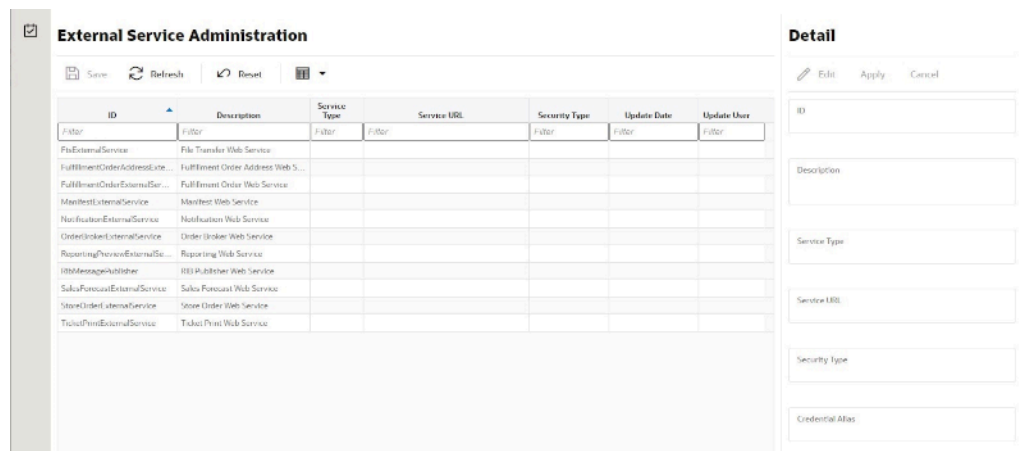 External Service Administration
Save Refresh Reset
ID Description Service Type Service URL Security Type Update Date Update User
Filter Filter Filter Filter Filter Filter Filter
FtsExternalService File Transfer Web Service
FulfillmentOrderAddressExte... Fulfillment Order Address Web S...
FulfillmentOrderExternalSer... Fulfillment Order Web Service
ManifestExternalService Manifest Web Service
NotificationExternalService Notification Web Service
OrderBrokerExternalService Order Broker Web Service
ReportingPreviewExternalSe... Reporting Web Service
RibMessagePublisher RIB Publisher Web Service
SalesForecastExternalService Sales Forecast Web Service
StoreOrderExternalService Store Order Web Service
TicketPrintExternalService Ticket Print Web Service
Detail
Edit Apply Cancel
ID
Description
Service Type
Service URL
Security Type
Credential Alias